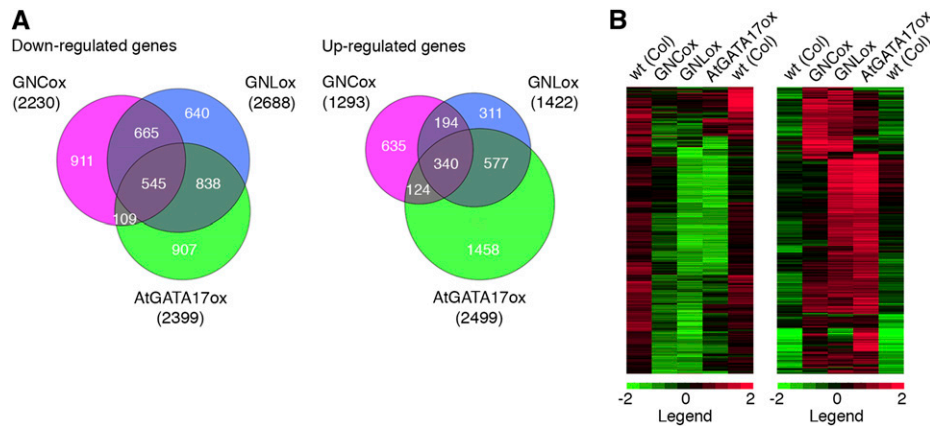 A
Down-regulated genes
GNCox
(2230)
GNLox
(2688)
640
665
911
545
838
109
907
AtGATA17ox
(2399)
Up-regulated genes
GNCox
(1293)
GNLox
(1422)
194
311
635
340
577
124
1458
AtGATA17ox
(2499)
B
wt (Col)
GNCox
GNLox
AtGATA17ox
wt (Col)
-2
0
2
Legend
wt (Col)
GNCox
GNLox
AtGATA17ox
wt (Col)
-2
0
2
Legend